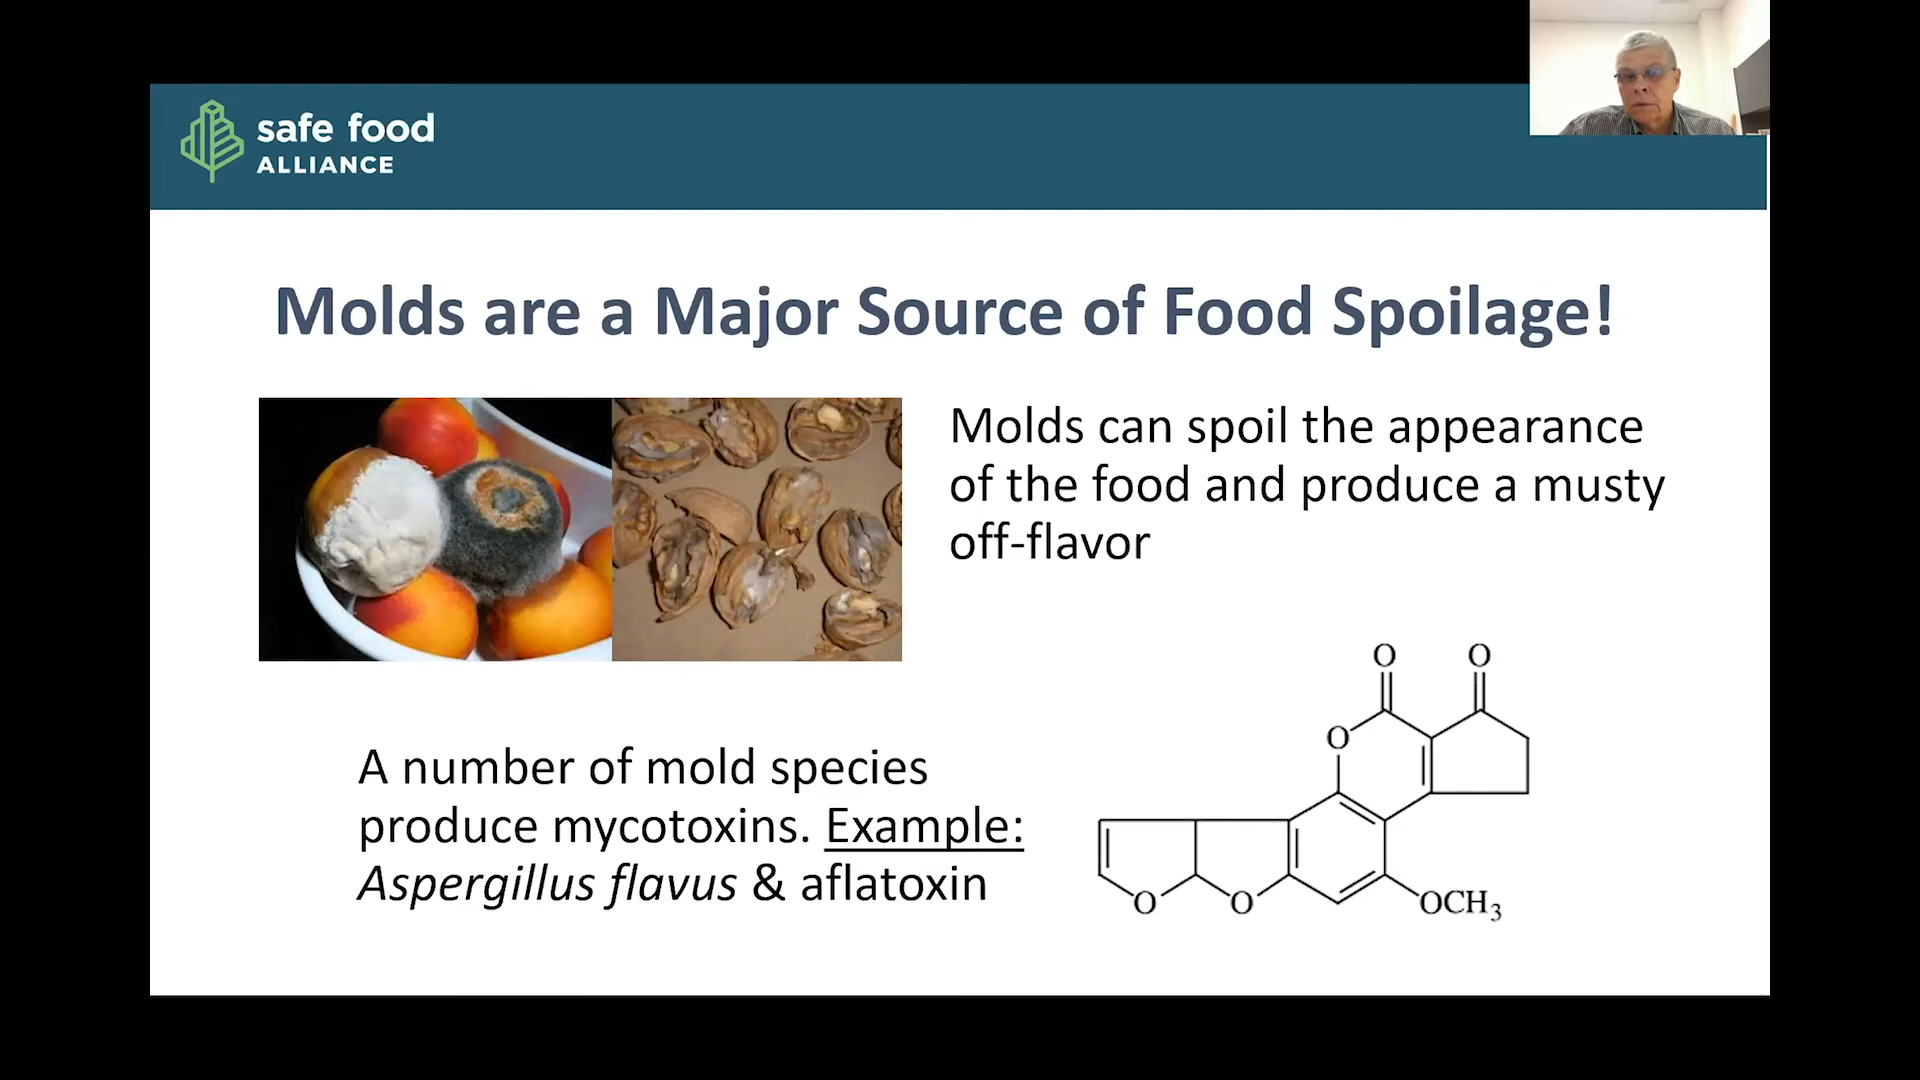 safe food
ALLIANCE
Molds are a Major Source of Food Spoilage!
Molds can spoil the appearance
of the food and produce a musty
off-flavor
A number of mold species
produce mycotoxins. Example:
Aspergillus flavus & aflatoxin
O O
O
O O OCH₃